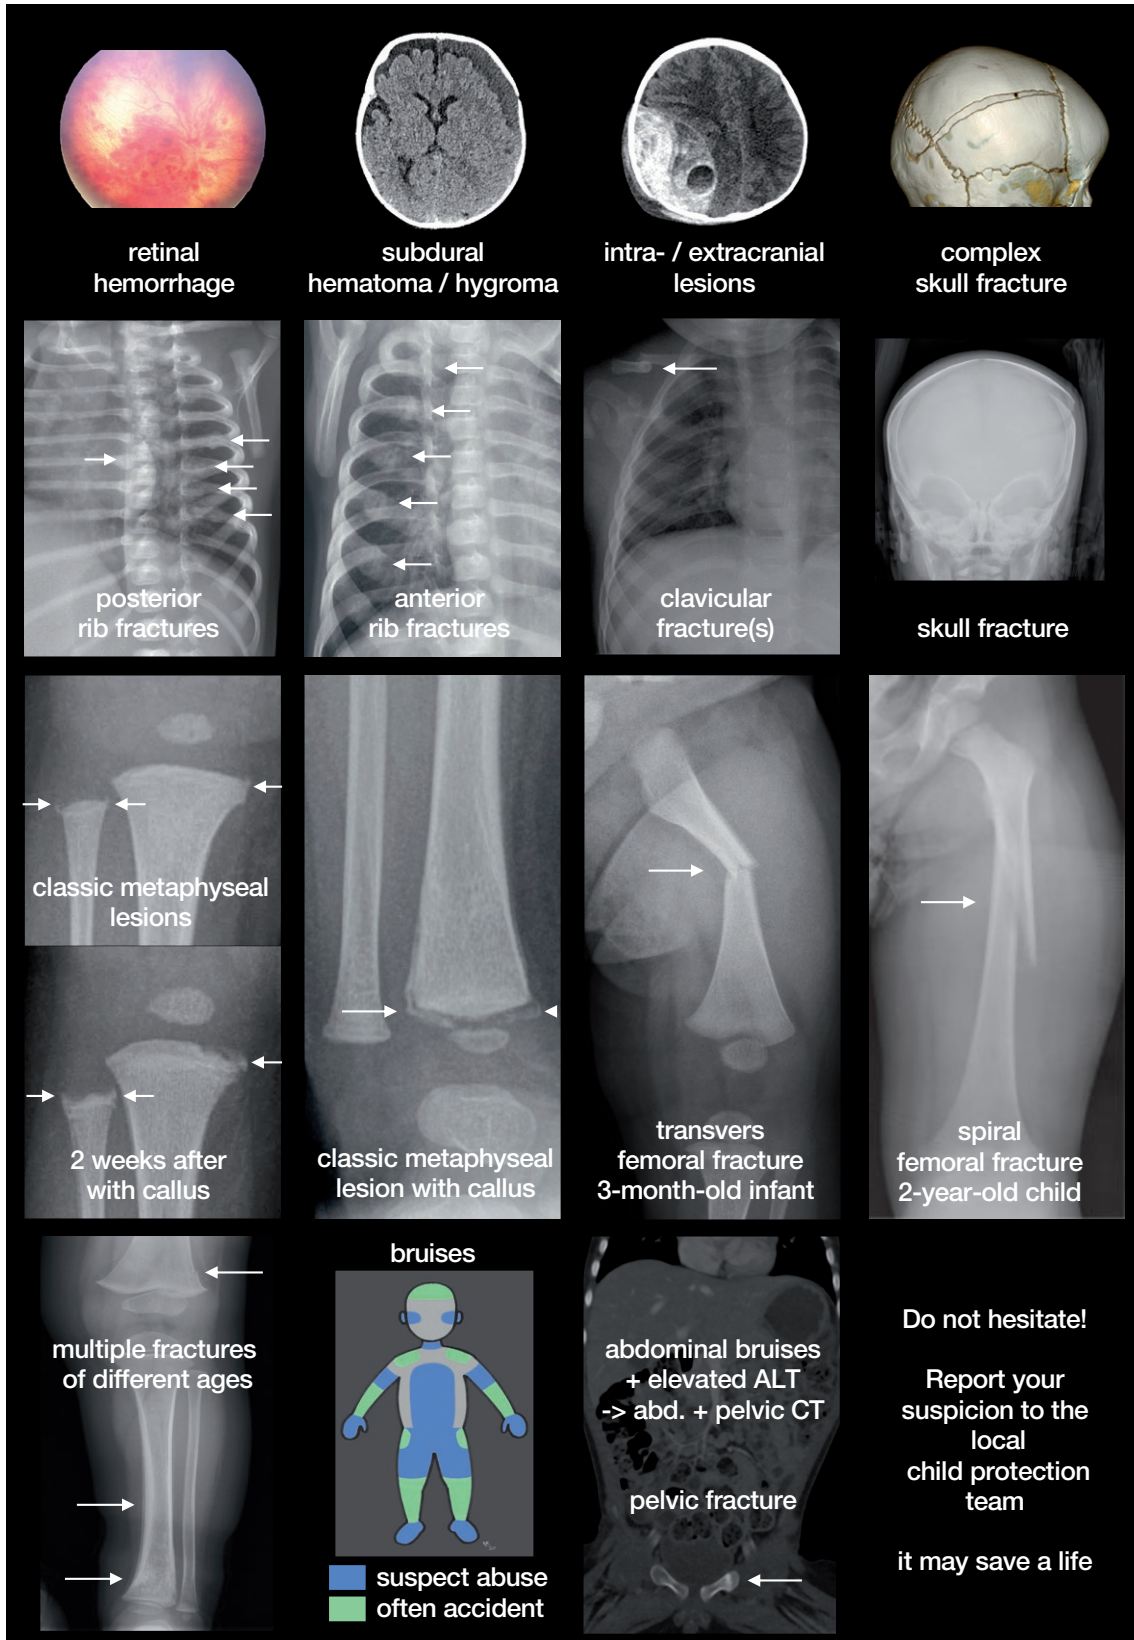 retinal
hemorrhage
subdural
hematoma / hygroma
intra- / extracranial
lesions
complex
skull fracture
posterior
rib fractures
anterior
rib fractures
clavicular
fracture(s)
skull fracture
classic metaphyseal
lesions
2 weeks after
with callus
classic metaphyseal
lesion with callus
transvers
femoral fracture
3-month-old infant
spiral
femoral fracture
2-year-old child
multiple fractures
of different ages
bruises
suspect abuse
often accident
abdominal bruises
+ elevated ALT
-> abd. + pelvic CT
pelvic fracture
Do not hesitate!
Report your
suspicion to the
local
child protection
team
it may save a life